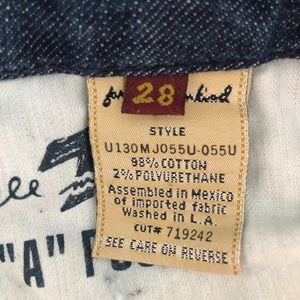 28
STYLE
U130MJ055U-055U
98% COTTON
2% POLYURETHANE
Assembled in Mexico
of imported fabric
Washed in L.A.
CUT# 719242
SEE CARE ON REVERSE
"A"